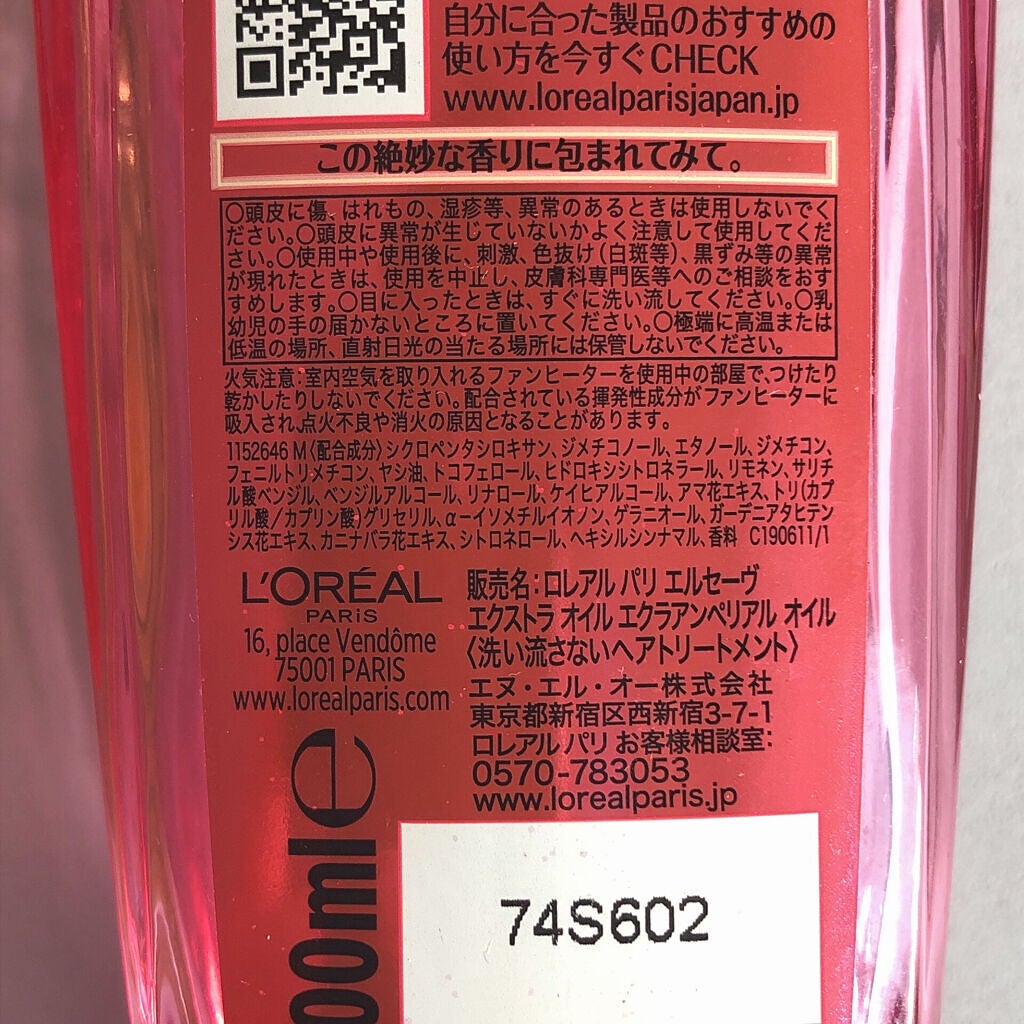 自分に合った製品のおすすめの
使い方を今すぐCHECK
www.lorealparisjapan.jp
この絶妙な香りに包まれてみて。
〇頭皮に傷、はれもの、湿疹等、異常のあるときは使用しないでく
ださい。〇頭皮に異常が生じていないかよく注意して使用してくだ
さい。〇使用中や使用後に、刺激、色抜け(白斑等)、黒ずみ等の異常
が現れたときは、使用を中止し、皮膚科専門医等へのご相談をおす
すめします。〇目に入ったときは、すぐに洗い流してください。〇乳
幼児の手の届かないところに置いてください。〇極端に高温または
低温の場所、直射日光の当たる場所には保管しないでください。
火気注意:室内空気を取り入れるファンヒーターを使用中の部屋で、つけたり
乾かしたりしないでください。配合されている揮発性成分がファンヒーターに
吸入され、点火不良や消火の原因となることがあります。
1152646 M〈配合成分〉シクロペンタシロキサン、ジメチコノール、エタノール、ジメチコン、
フェニルトリメチコン、ヤシ油、トコフェロール、ヒドロキシシトロネラール、リモネン、サリチ
ル酸ベンジル、ベンジルアルコール、リナロール、ケイヒアルコール、アマ花エキス、トリ(カプ
リル酸/カプリン酸)グリセリル、α-イソメチルイオノン、ゲラニオール、ガーデニアタヒテン
シス花エキス、カニナバラ花エキス、シトロネロール、ヘキシルシンナマル、香料 C190611/1
L'ORÉAL
PARIS
16, place Vendôme
75001 PARIS
www.lorealparis.com
販売名:ロレアル パリ エルセーヴ
エクストラ オイル エクラアンペリアル オイル
〈洗い流さないヘアトリートメント〉
エヌ・エル・オー株式会社
東京都新宿区西新宿3-7-1
ロレアル パリ お客様相談室:
0570-783053
www.lorealparis.jp
00ml e
74S602